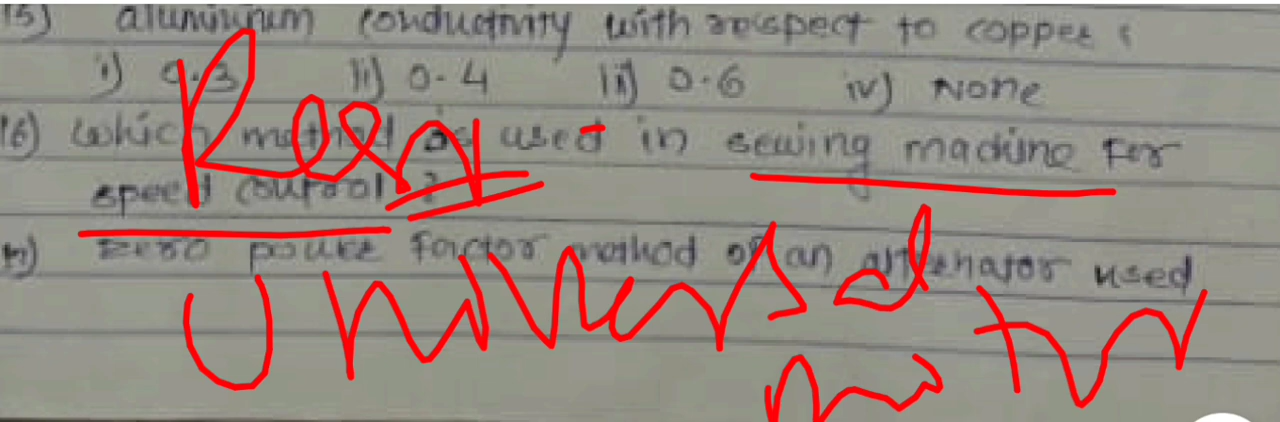 15) aluminium conductivity with respect to copper
i) 0.3 ii) 0.4 iii) 0.6 iv) None
16) which method is used in sewing machine for
speed control ?
zero power factor method of an alternator used
Universal
motor